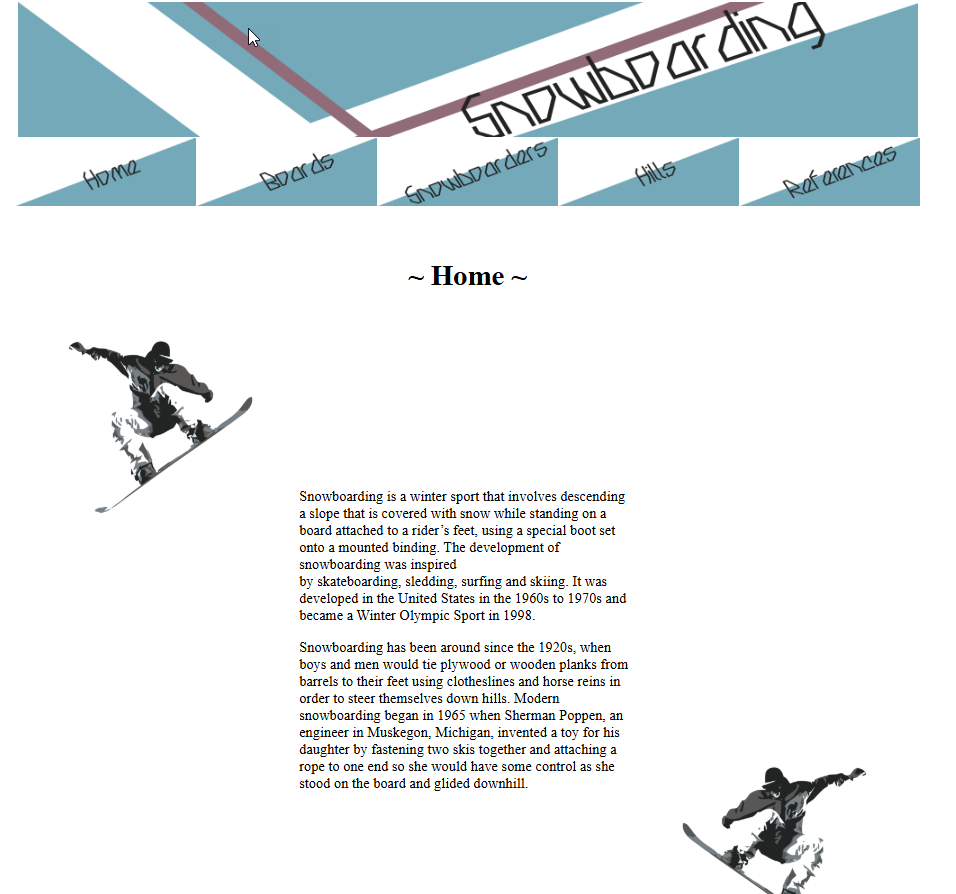 Snowboarding
Home
Boards
Snowboarders
Hills
References
~ Home ~
Snowboarding is a winter sport that involves descending
a slope that is covered with snow while standing on a
board attached to a rider’s feet, using a special boot set
onto a mounted binding. The development of
snowboarding was inspired
by skateboarding, sledding, surfing and skiing. It was
developed in the United States in the 1960s to 1970s and
became a Winter Olympic Sport in 1998.
Snowboarding has been around since the 1920s, when
boys and men would tie plywood or wooden planks from
barrels to their feet using clotheslines and horse reins in
order to steer themselves down hills. Modern
snowboarding began in 1965 when Sherman Poppen, an
engineer in Muskegon, Michigan, invented a toy for his
daughter by fastening two skis together and attaching a
rope to one end so she would have some control as she
stood on the board and glided downhill.